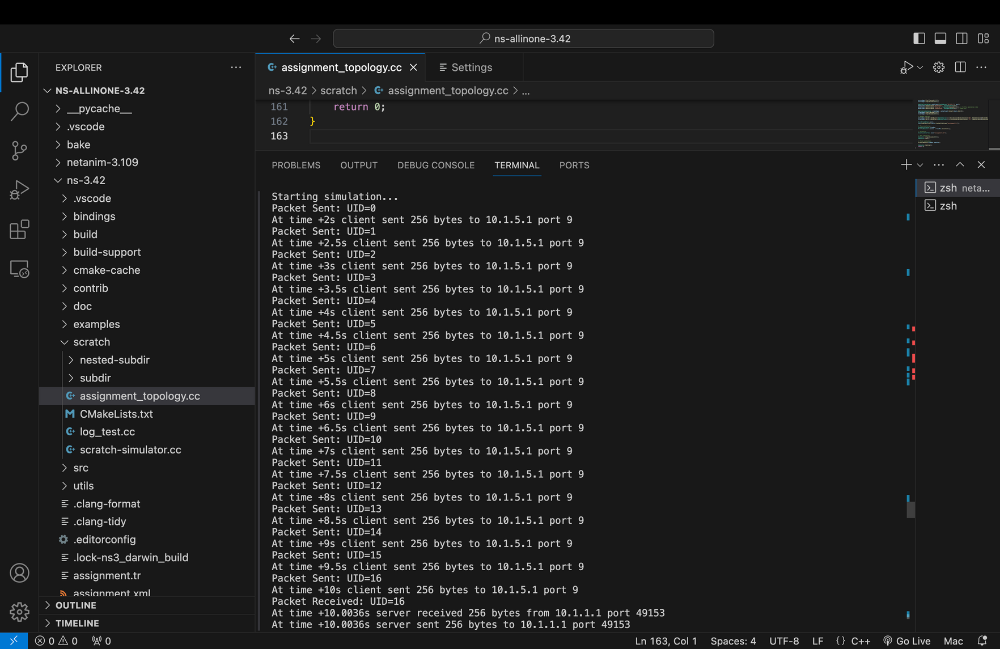 ns-allinone-3.42
EXPLORER
NS-ALLINONE-3.42
__pycache__
.vscode
bake
netanim-3.109
ns-3.42
.vscode
bindings
build
build-support
cmake-cache
contrib
doc
examples
scratch
nested-subdir
subdir
assignment_topology.cc
CMakeLists.txt
log_test.cc
scratch-simulator.cc
src
utils
.clang-format
.clang-tidy
.editorconfig
.lock-ns3_darwin_build
assignment.tr
assignment.xml
OUTLINE
TIMELINE
assignment_topology.cc
Settings
ns-3.42 > scratch > assignment_topology.cc > ...
161 return 0;
162 }
163
PROBLEMS OUTPUT DEBUG CONSOLE TERMINAL PORTS
Starting simulation...
Packet Sent: UID=0
At time +2s client sent 256 bytes to 10.1.5.1 port 9
Packet Sent: UID=1
At time +2.5s client sent 256 bytes to 10.1.5.1 port 9
Packet Sent: UID=2
At time +3s client sent 256 bytes to 10.1.5.1 port 9
Packet Sent: UID=3
At time +3.5s client sent 256 bytes to 10.1.5.1 port 9
Packet Sent: UID=4
At time +4s client sent 256 bytes to 10.1.5.1 port 9
Packet Sent: UID=5
At time +4.5s client sent 256 bytes to 10.1.5.1 port 9
Packet Sent: UID=6
At time +5s client sent 256 bytes to 10.1.5.1 port 9
Packet Sent: UID=7
At time +5.5s client sent 256 bytes to 10.1.5.1 port 9
Packet Sent: UID=8
At time +6s client sent 256 bytes to 10.1.5.1 port 9
Packet Sent: UID=9
At time +6.5s client sent 256 bytes to 10.1.5.1 port 9
Packet Sent: UID=10
At time +7s client sent 256 bytes to 10.1.5.1 port 9
Packet Sent: UID=11
At time +7.5s client sent 256 bytes to 10.1.5.1 port 9
Packet Sent: UID=12
At time +8s client sent 256 bytes to 10.1.5.1 port 9
Packet Sent: UID=13
At time +8.5s client sent 256 bytes to 10.1.5.1 port 9
Packet Sent: UID=14
At time +9s client sent 256 bytes to 10.1.5.1 port 9
Packet Sent: UID=15
At time +9.5s client sent 256 bytes to 10.1.5.1 port 9
Packet Sent: UID=16
At time +10s client sent 256 bytes to 10.1.5.1 port 9
Packet Received: UID=16
At time +10.0036s server received 256 bytes from 10.1.1.1 port 49153
At time +10.0036s server sent 256 bytes to 10.1.1.1 port 49153
zsh neta...
zsh
0 0 0
Ln 163, Col 1 Spaces: 4 UTF-8 LF {} C++ Go Live Mac